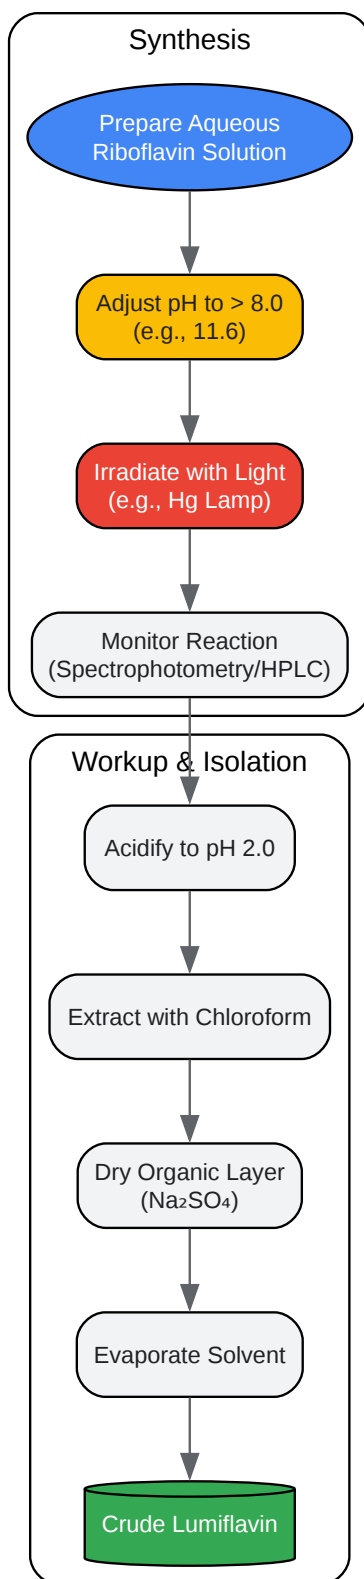 Synthesis
Prepare Aqueous
Riboflavin Solution
Adjust pH to > 8.0
(e.g., 11.6)
Irradiate with Light
(e.g., Hg Lamp)
Monitor Reaction
(Spectrophotometry/HPLC)
Workup & Isolation
Acidify to pH 2.0
Extract with Chloroform
Dry Organic Layer
(Na₂SO₄)
Evaporate Solvent
Crude Lumiflavin